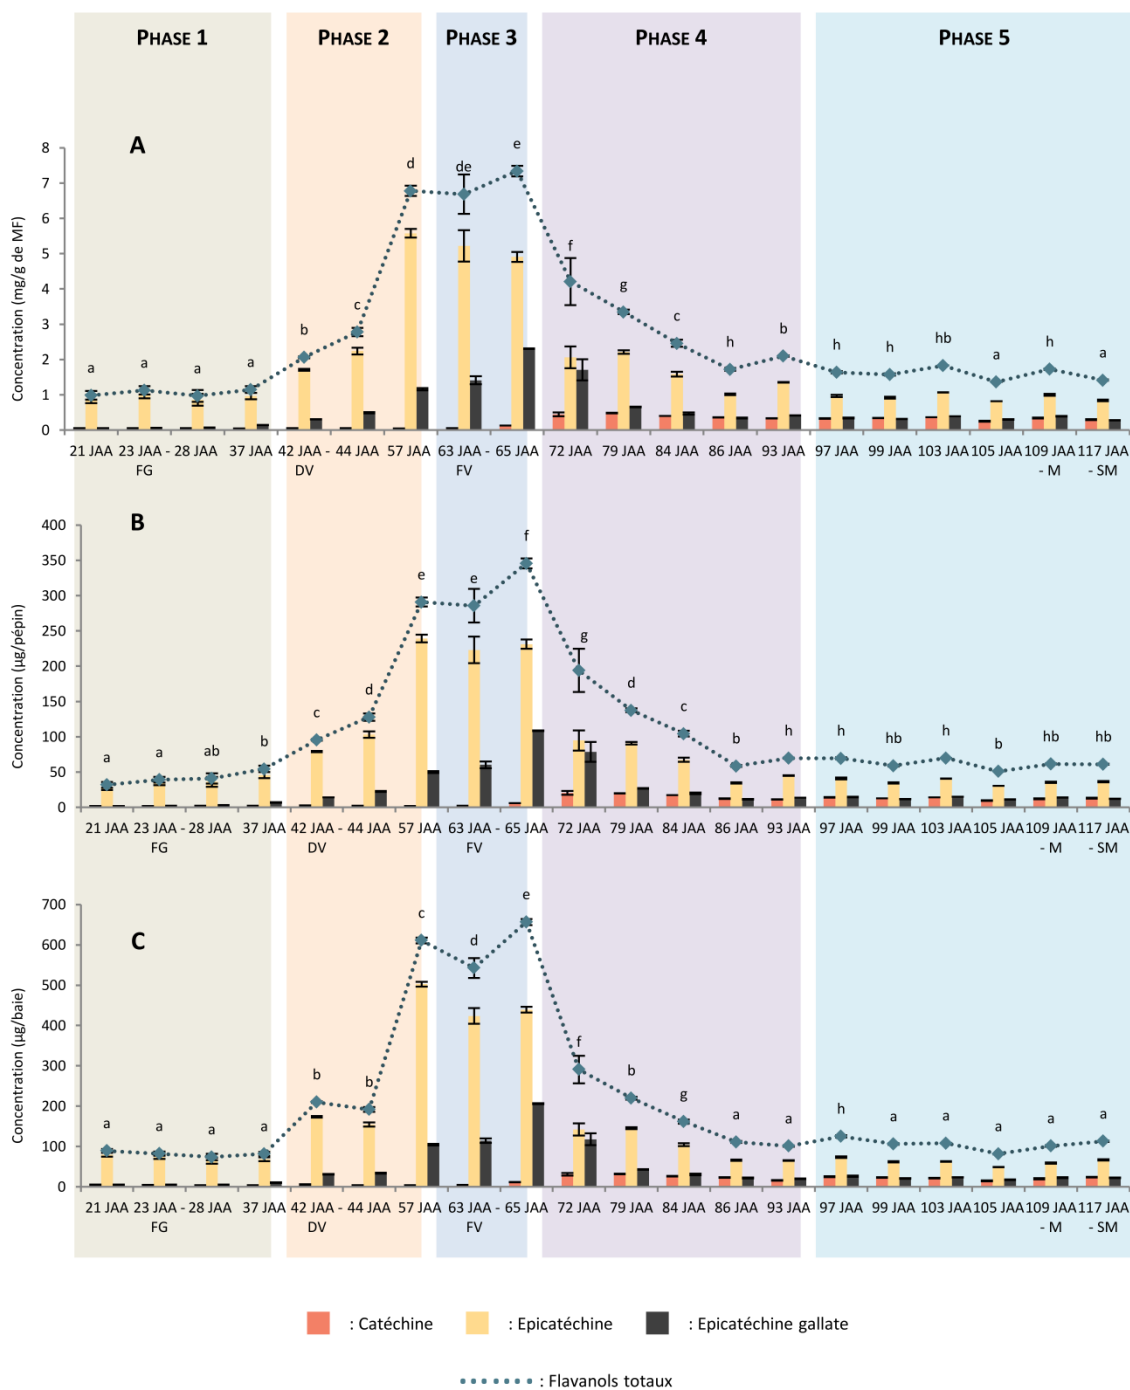 PHASE 1 PHASE 2 PHASE 3 PHASE 4 PHASE 5
A
Concentration (mg/g de MF)
8
7
6
5
4
3
2
1
0
a a a a b c d de e f g c h b h h hb a h a
21 JAA 23 JAA - 28 JAA 37 JAA 42 JAA - 44 JAA 57 JAA 63 JAA - 65 JAA 72 JAA 79 JAA 84 JAA 86 JAA 93 JAA 97 JAA 99 JAA 103 JAA 105 JAA 109 JAA 117 JAA
FG DV FV - M - SM
B
Concentration (µg/pépin)
400
350
300
250
200
150
100
50
0
a a ab b c d e e f g d c b h h hb h b hb hb
21 JAA 23 JAA - 28 JAA 37 JAA 42 JAA - 44 JAA 57 JAA 63 JAA - 65 JAA 72 JAA 79 JAA 84 JAA 86 JAA 93 JAA 97 JAA 99 JAA 103 JAA 105 JAA 109 JAA 117 JAA
FG DV FV - M - SM
C
Concentration (µg/baie)
700
600
500
400
300
200
100
0
a a a a b b c d e f b g a a h a a a a a
21 JAA 23 JAA - 28 JAA 37 JAA 42 JAA - 44 JAA 57 JAA 63 JAA - 65 JAA 72 JAA 79 JAA 84 JAA 86 JAA 93 JAA 97 JAA 99 JAA 103 JAA 105 JAA 109 JAA 117 JAA
FG DV FV - M - SM
: Catéchine : Epicatéchine : Epicatéchine gallate
: Flavanols totaux